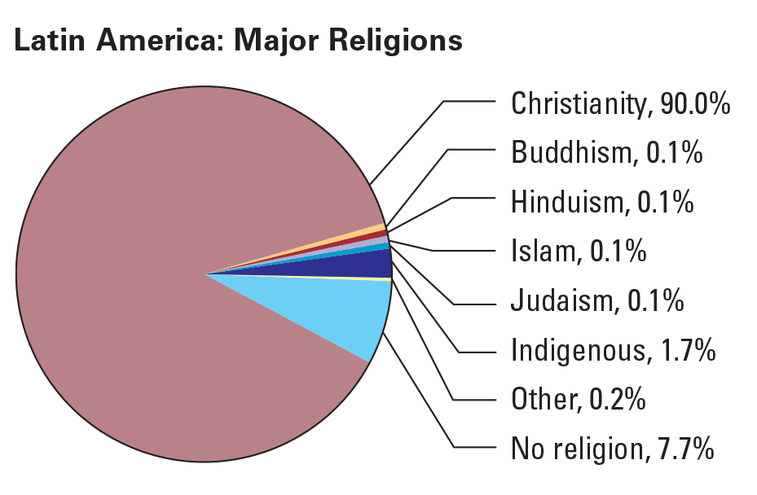 Latin America: Major Religions
Christianity, 90.0%
Buddhism, 0.1%
Hinduism, 0.1%
Islam, 0.1%
Judaism, 0.1%
Indigenous, 1.7%
Other, 0.2%
No religion, 7.7%